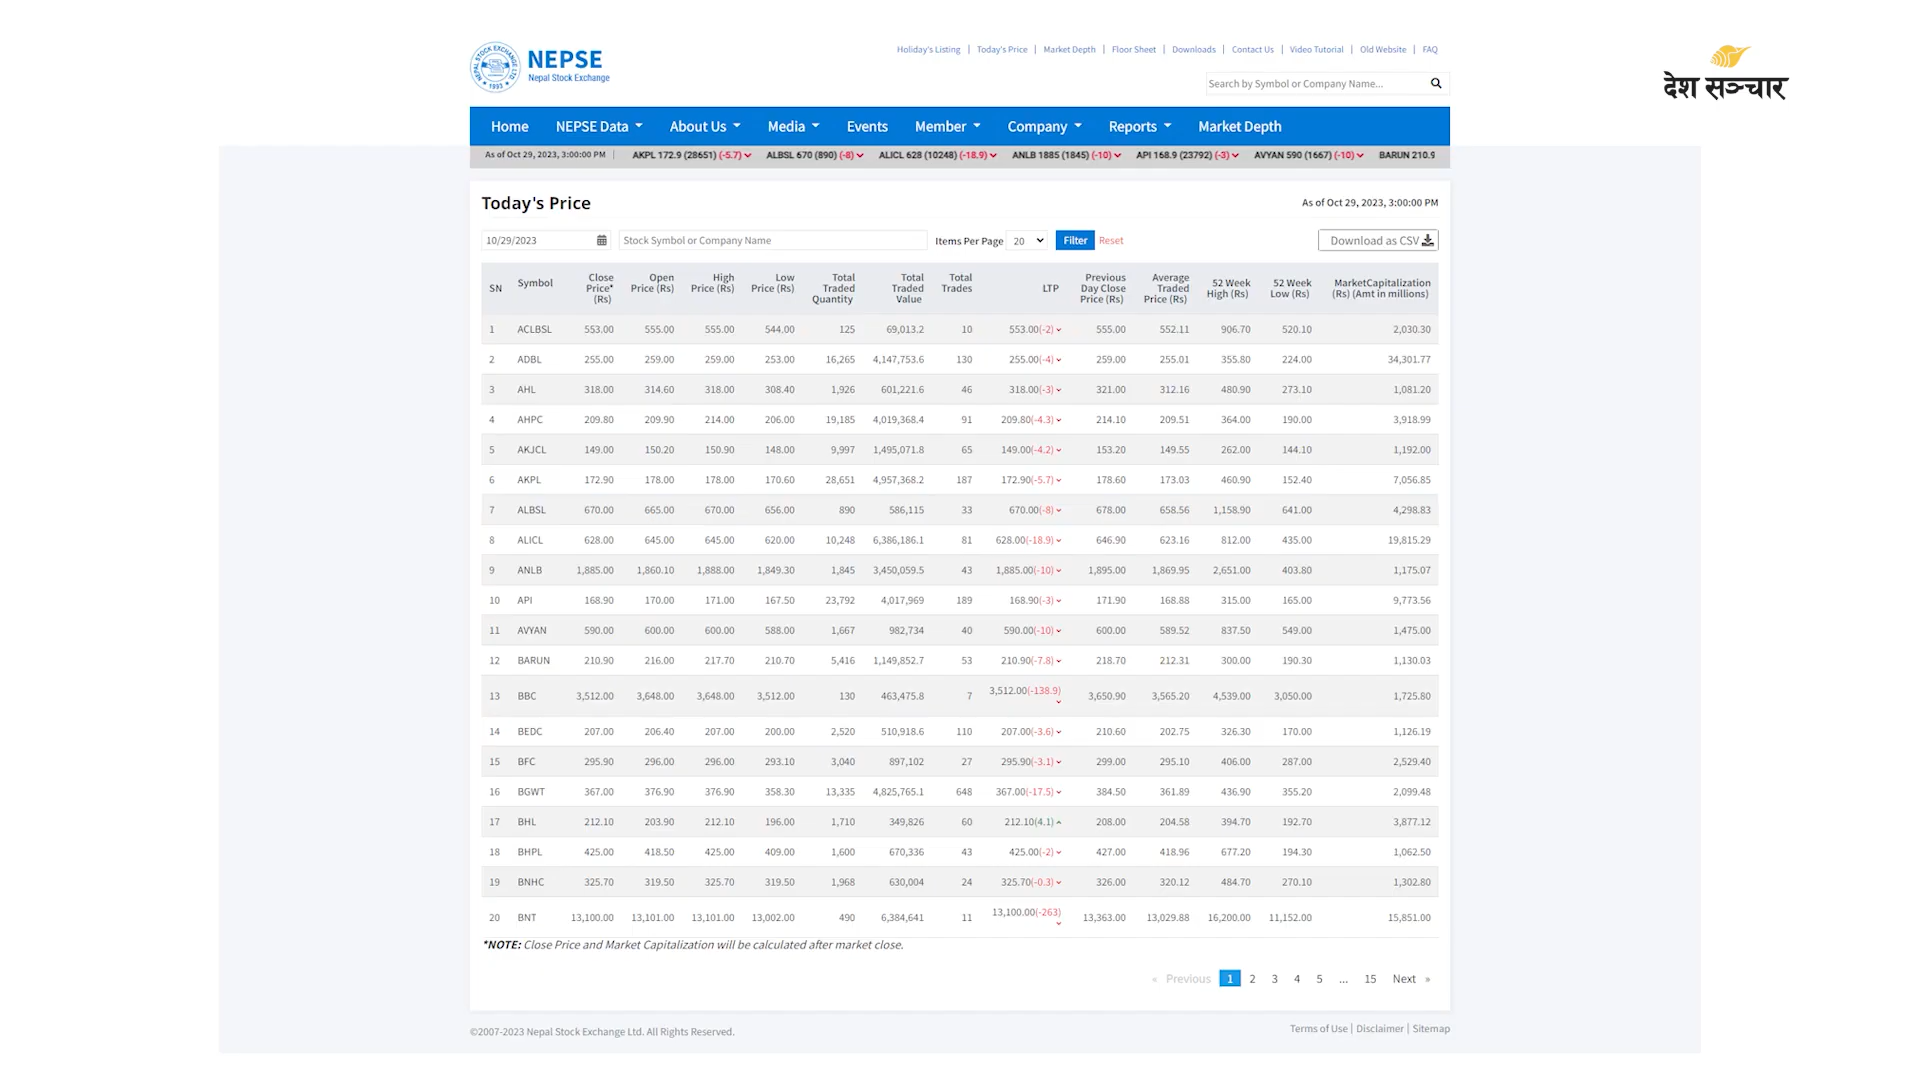 NEPSE
Nepal Stock Exchange
NEPAL STOCK EXCHANGE LTD.
1993
Holiday's Listing | Today's Price | Market Depth | Floor Sheet | Downloads | Contact Us | Video Tutorial | Old Website | FAQ
Search by Symbol or Company Name...
देश सञ्चार
Home NEPSE Data About Us Media Events Member Company Reports Market Depth
As of Oct 29, 2023, 3:00:00 PM | AKPL 172.9 (28651) (-5.7) ALBSL 670 (890) (-8) ALICL 628 (10248) (-18.9) ANLB 1885 (1845) (-10) API 168.9 (23792) (-3) AVYAN 590 (1667) (-10) BARUN 210.9
Today's Price As of Oct 29, 2023, 3:00:00 PM
10/29/2023 Stock Symbol or Company Name Items Per Page 20 Filter Reset Download as CSV
SN Symbol Close Price* (Rs) Open Price (Rs) High Price (Rs) Low Price (Rs) Total Traded Quantity Total Traded Value Total Trades LTP Previous Day Close Price (Rs) Average Traded Price (Rs) 52 Week High (Rs) 52 Week Low (Rs) MarketCapitalization (Rs) (Amt in millions)
1 ACLBSL 553.00 555.00 555.00 544.00 125 69,013.2 10 553.00(-2) 555.00 552.11 906.70 520.10 2,030.30
2 ADBL 255.00 259.00 259.00 253.00 16,265 4,147,753.6 130 255.00(-4) 259.00 255.01 355.80 224.00 34,301.77
3 AHL 318.00 314.60 318.00 308.40 1,926 601,221.6 46 318.00(-3) 321.00 312.16 480.90 273.10 1,081.20
4 AHPC 209.80 209.90 214.00 206.00 19,185 4,019,368.4 91 209.80(-4.3) 214.10 209.51 364.00 190.00 3,918.99
5 AKJCL 149.00 150.20 150.90 148.00 9,997 1,495,071.8 65 149.00(-4.2) 153.20 149.55 262.00 144.10 1,192.00
6 AKPL 172.90 178.00 178.00 170.60 28,651 4,957,368.2 187 172.90(-5.7) 178.60 173.03 460.90 152.40 7,056.85
7 ALBSL 670.00 665.00 670.00 656.00 890 586,115 33 670.00(-8) 678.00 658.56 1,158.90 641.00 4,298.83
8 ALICL 628.00 645.00 645.00 620.00 10,248 6,386,186.1 81 628.00(-18.9) 646.90 623.16 812.00 435.00 19,815.29
9 ANLB 1,885.00 1,860.10 1,888.00 1,849.30 1,845 3,450,059.5 43 1,885.00(-10) 1,895.00 1,869.95 2,651.00 403.80 1,175.07
10 API 168.90 170.00 171.00 167.50 23,792 4,017,969 189 168.90(-3) 171.90 168.88 315.00 165.00 9,773.56
11 AVYAN 590.00 600.00 600.00 588.00 1,667 982,734 40 590.00(-10) 600.00 589.52 837.50 549.00 1,475.00
12 BARUN 210.90 216.00 217.70 210.70 5,416 1,149,852.7 53 210.90(-7.8) 218.70 212.31 300.00 190.30 1,130.03
13 BBC 3,512.00 3,648.00 3,648.00 3,512.00 130 463,475.8 7 3,512.00(-138.9) 3,650.90 3,565.20 4,539.00 3,050.00 1,725.80
14 BEDC 207.00 206.40 207.00 200.00 2,520 510,918.6 110 207.00(-3.6) 210.60 202.75 326.30 170.00 1,126.19
15 BFC 295.90 296.00 296.00 293.10 3,040 897,102 27 295.90(-3.1) 299.00 295.10 406.00 287.00 2,529.40
16 BGWT 367.00 376.90 376.90 358.30 13,335 4,825,765.1 648 367.00(-17.5) 384.50 361.89 436.90 355.20 2,099.48
17 BHL 212.10 203.90 212.10 196.00 1,710 349,826 60 212.10(4.1) 208.00 204.58 394.70 192.70 3,877.12
18 BHPL 425.00 418.50 425.00 409.00 1,600 670,336 43 425.00(-2) 427.00 418.96 677.20 194.30 1,062.50
19 BNHC 325.70 319.50 325.70 319.50 1,968 630,004 24 325.70(-0.3) 326.00 320.12 484.70 270.10 1,302.80
20 BNT 13,100.00 13,101.00 13,101.00 13,002.00 490 6,384,641 11 13,100.00(-263) 13,363.00 13,029.88 16,200.00 11,152.00 15,851.00
*NOTE: Close Price and Market Capitalization will be calculated after market close.
« Previous 1 2 3 4 5 ... 15 Next »
©2007-2023 Nepal Stock Exchange Ltd. All Rights Reserved. Terms of Use | Disclaimer | Sitemap